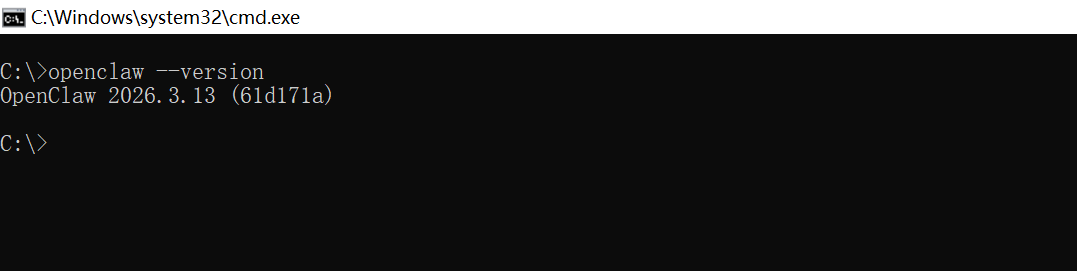 C:\Windows\system32\cmd.exe
C:\>openclaw --version
OpenClaw 2026.3.13 (61d171a)
C:\>